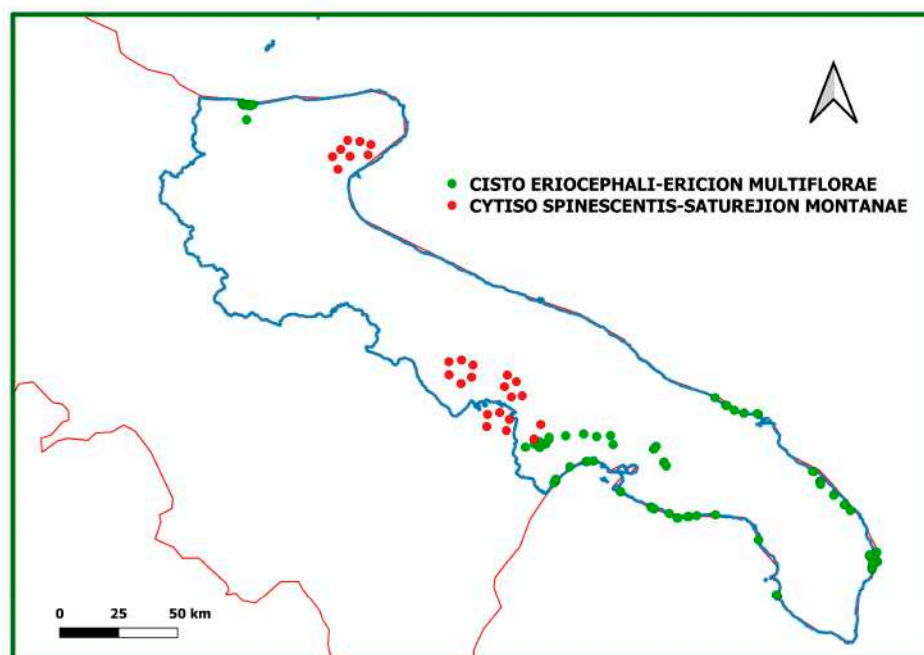 CISTO ERIOCEPHALI-ERICION MULTIFLORAE
CYTISO SPINESCENTIS-SATUREJION MONTANAE
0 25 50 km